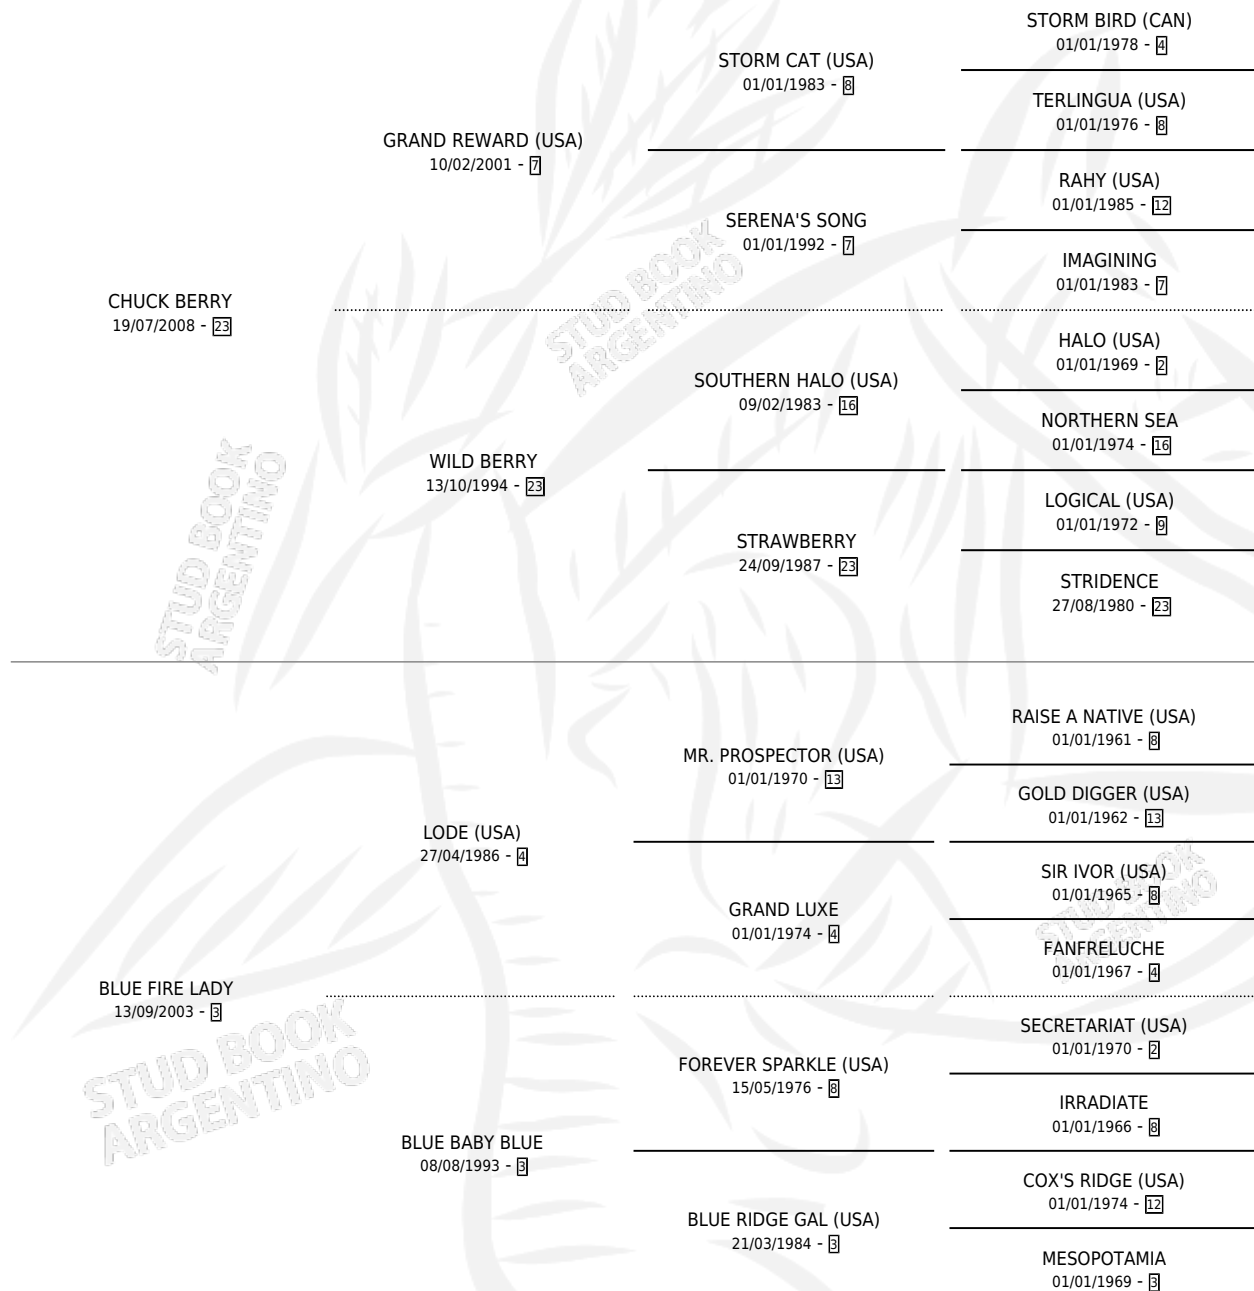 STORM BIRD (CAN)
01/01/1978 - 4
STORM CAT (USA)
01/01/1983 - 8
TERLINGUA (USA)
01/01/1976 - 8
GRAND REWARD (USA)
10/02/2001 - 7
RAHY (USA)
01/01/1985 - 12
SERENA'S SONG
01/01/1992 - 7
IMAGINING
01/01/1983 - 7
CHUCK BERRY
19/07/2008 - 23
HALO (USA)
01/01/1969 - 2
SOUTHERN HALO (USA)
09/02/1983 - 16
NORTHERN SEA
01/01/1974 - 16
WILD BERRY
13/10/1994 - 23
LOGICAL (USA)
01/01/1972 - 9
STRAWBERRY
24/09/1987 - 23
STRIDENCE
27/08/1980 - 23
RAISE A NATIVE (USA)
01/01/1961 - 8
MR. PROSPECTOR (USA)
01/01/1970 - 13
GOLD DIGGER (USA)
01/01/1962 - 13
LODE (USA)
27/04/1986 - 4
SIR IVOR (USA)
01/01/1965 - 8
GRAND LUXE
01/01/1974 - 4
FANFRELUCHE
01/01/1967 - 4
BLUE FIRE LADY
13/09/2003 - 3
SECRETARIAT (USA)
01/01/1970 - 2
FOREVER SPARKLE (USA)
15/05/1976 - 8
IRRADIATE
01/01/1966 - 8
BLUE BABY BLUE
08/08/1993 - 3
COX'S RIDGE (USA)
01/01/1974 - 12
BLUE RIDGE GAL (USA)
21/03/1984 - 3
MESOPOTAMIA
01/01/1969 - 3
STUD BOOK
ARGENTINO
STUD BOOK
ARGENTINO
STUD BOOK
ARGENTINO
STUD BOOK
ARGENTINO